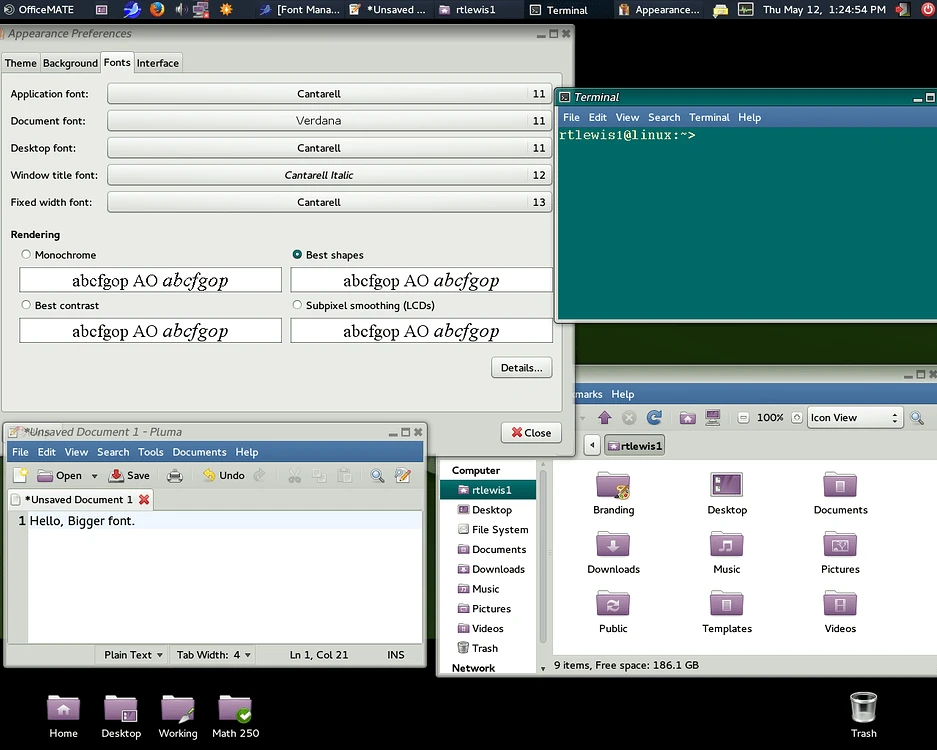 OfficeMATE [Font Mana... *Unsaved ... rtlewis1 Terminal Appearance... Thu May 12, 1:24:54 PM
Appearance Preferences
Theme Background Fonts Interface
Application font: Cantarell 11
Document font: Verdana 11
Desktop font: Cantarell 11
Window title font: Cantarell Italic 12
Fixed width font: Cantarell 13
Rendering
Monochrome Best shapes
abcfgop AO abcfgop abcfgop AO abcfgop
Best contrast Subpixel smoothing (LCDs)
abcfgop AO abcfgop abcfgop AO abcfgop
Details...
Close
Terminal
File Edit View Search Terminal Help
rtlewis1@linux:~>
*Unsaved Document 1 - Pluma
File Edit View Search Tools Documents Help
Open Save Undo
*Unsaved Document 1
1 Hello, Bigger font.
Plain Text Tab Width: 4 Ln 1, Col 21 INS
marks Help
100% Icon View
rtlewis1
Computer
rtlewis1
Desktop
File System
Documents
Downloads
Music
Pictures
Videos
Trash
Network
Branding Desktop Documents
Downloads Music Pictures
Public Templates Videos
9 items, Free space: 186.1 GB
Home Desktop Working Math 250 Trash